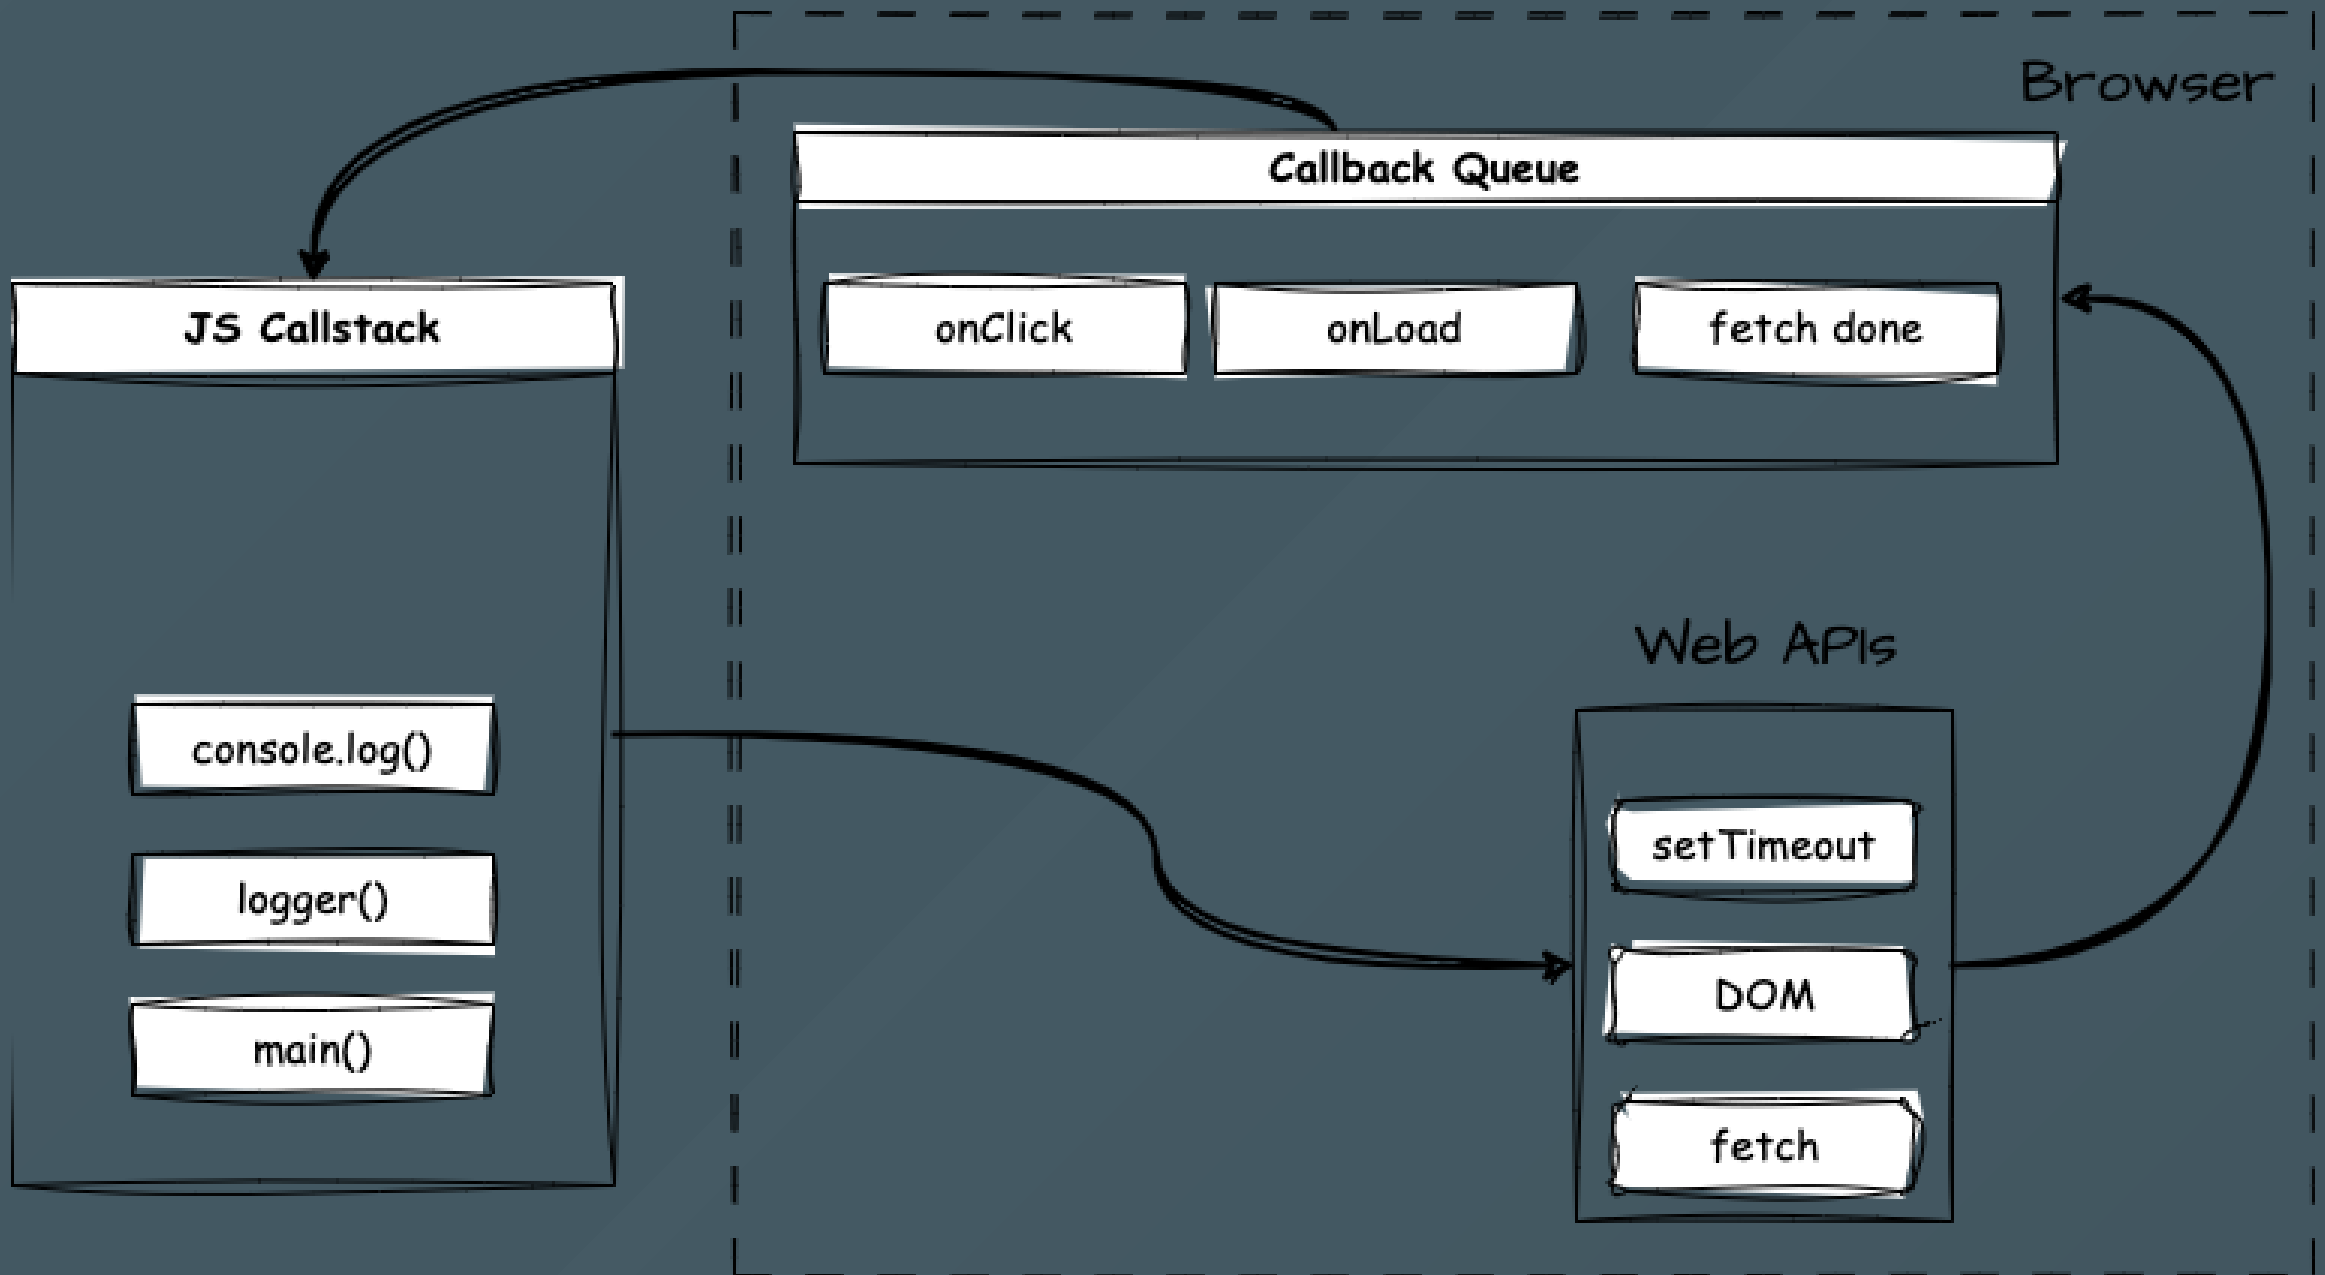 Browser
Callback Queue
onClick
onLoad
fetch done
JS Callstack
console.log()
logger()
main()
Web APIs
setTimeout
DOM
fetch